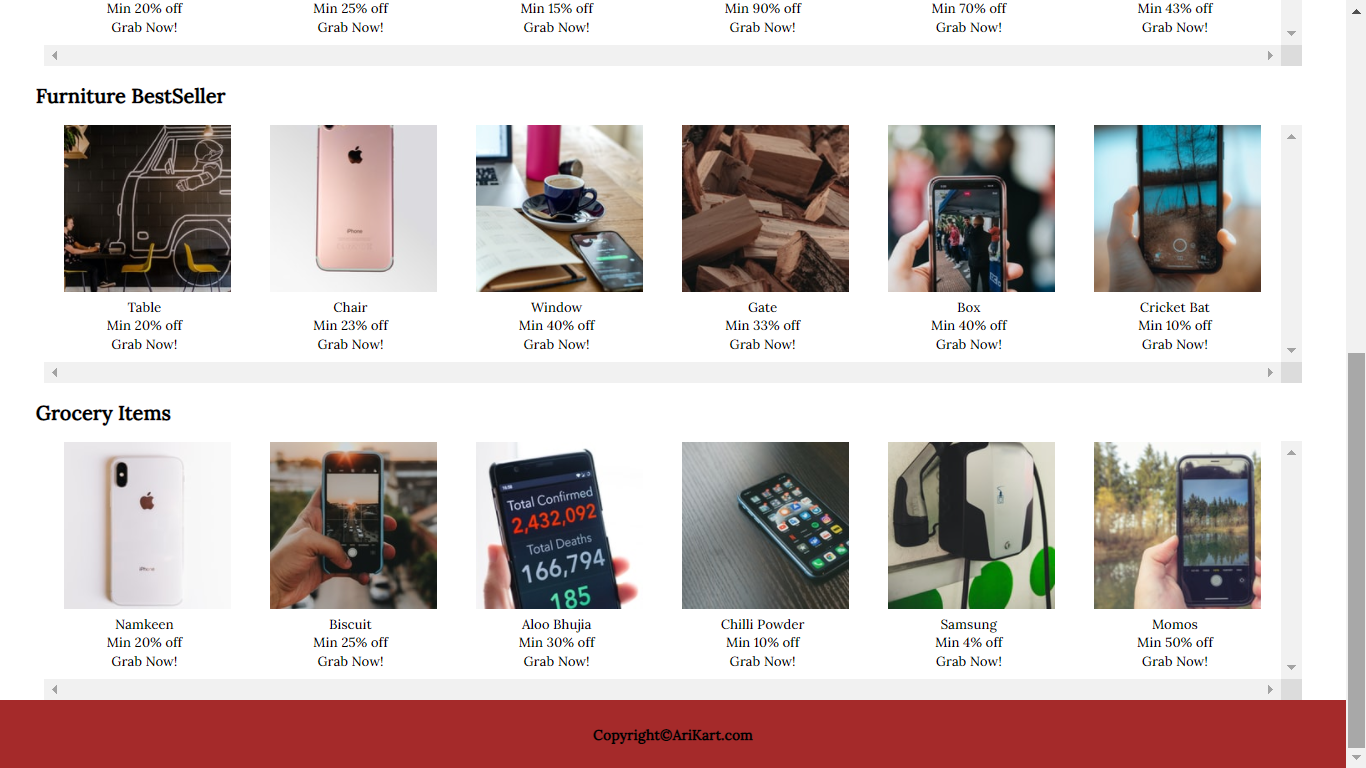 Min 20% off Min 25% off Min 15% off Min 90% off Min 70% off Min 43% off
Grab Now! Grab Now! Grab Now! Grab Now! Grab Now! Grab Now!
Furniture BestSeller
iPhone
Table Chair Window Gate Box Cricket Bat
Min 20% off Min 23% off Min 40% off Min 33% off Min 40% off Min 10% off
Grab Now! Grab Now! Grab Now! Grab Now! Grab Now! Grab Now!
Grocery Items
Total Confirmed
2,432,092
Total Deaths
166,794
185
iPhone
Namkeen Biscuit Aloo Bhujia Chilli Powder Samsung Momos
Min 20% off Min 25% off Min 30% off Min 10% off Min 4% off Min 50% off
Grab Now! Grab Now! Grab Now! Grab Now! Grab Now! Grab Now!
Copyright©AriKart.com